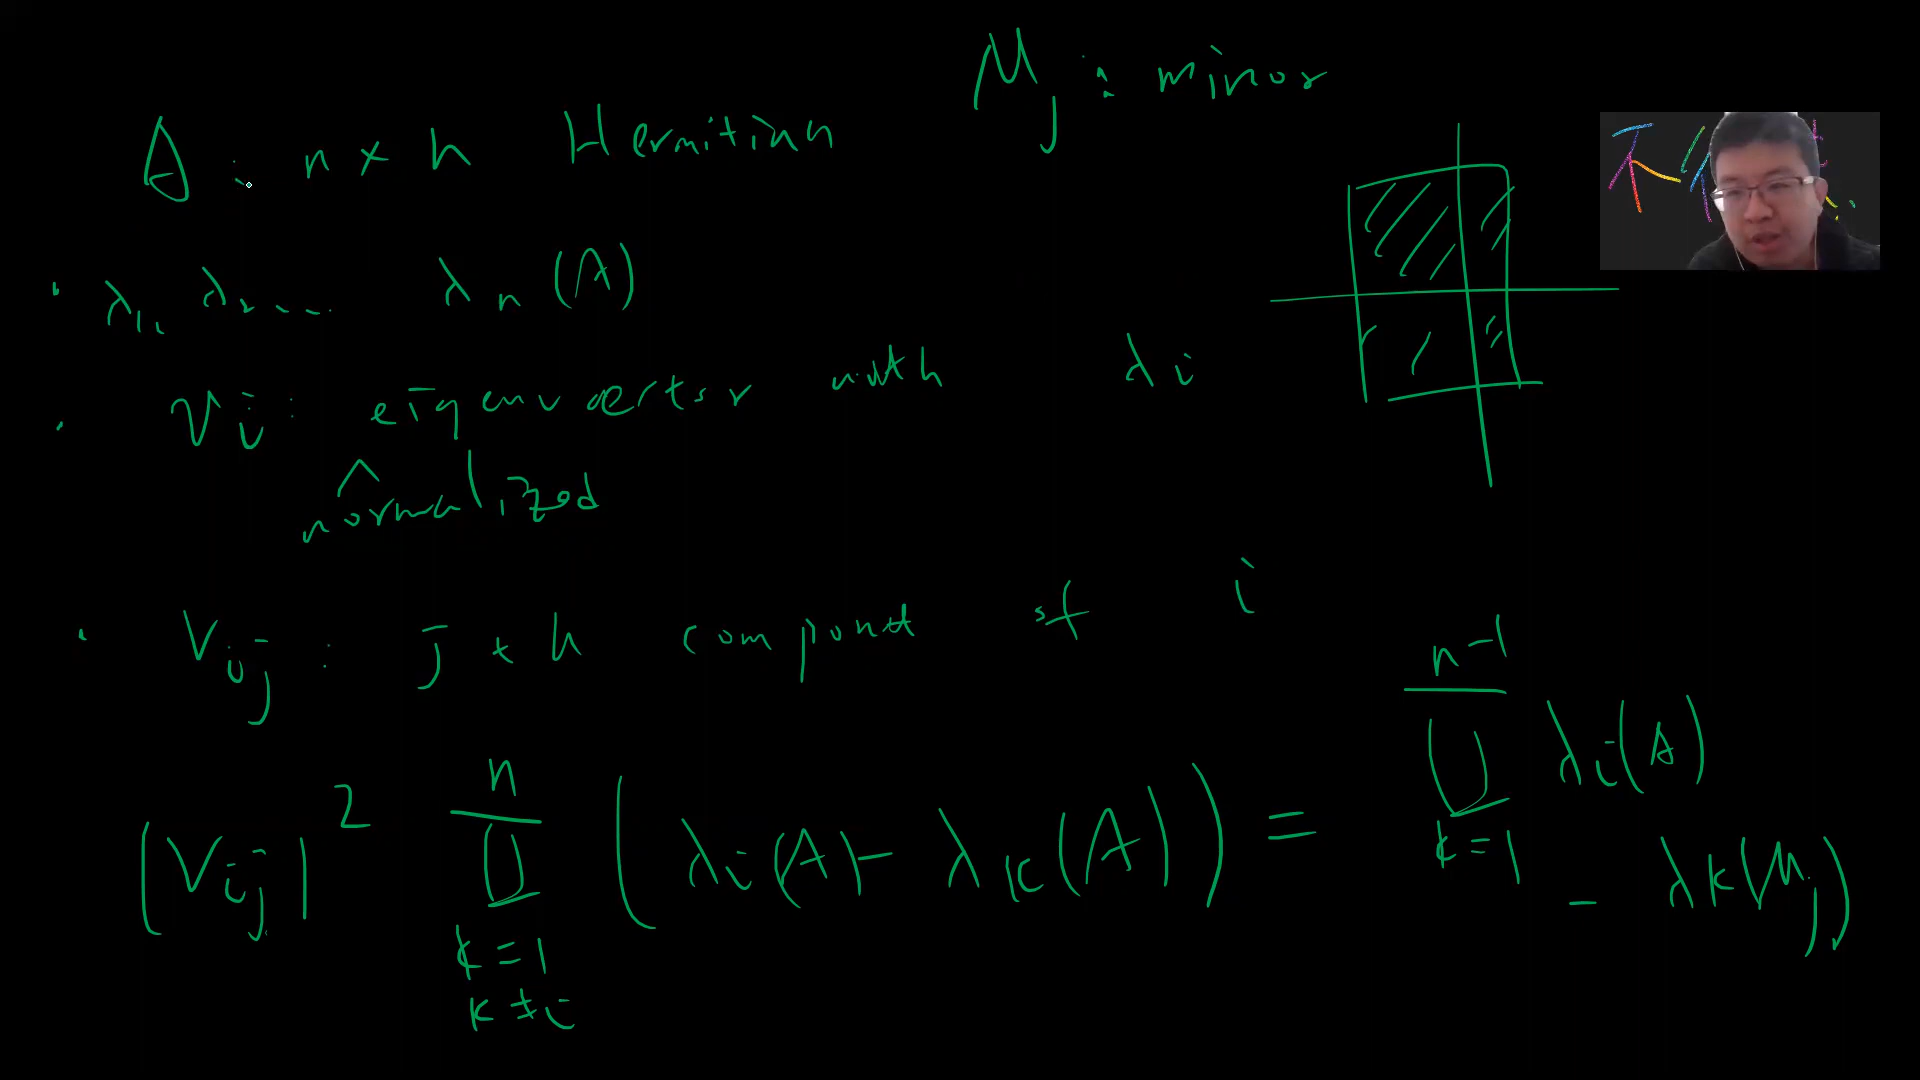 M_j : minor
A : n × n Hermitian
λ_1, λ_2 ... λ_n (A)
v_i : eigenvector with λi
normalized
v_ij : j th component of i
|v_ij|^2 ∏_{k=1, k≠i}^{n} (λ_i(A) - λ_k(A)) = ∏_{k=1}^{n-1} λ_i(A)
- λ_k(M_j)